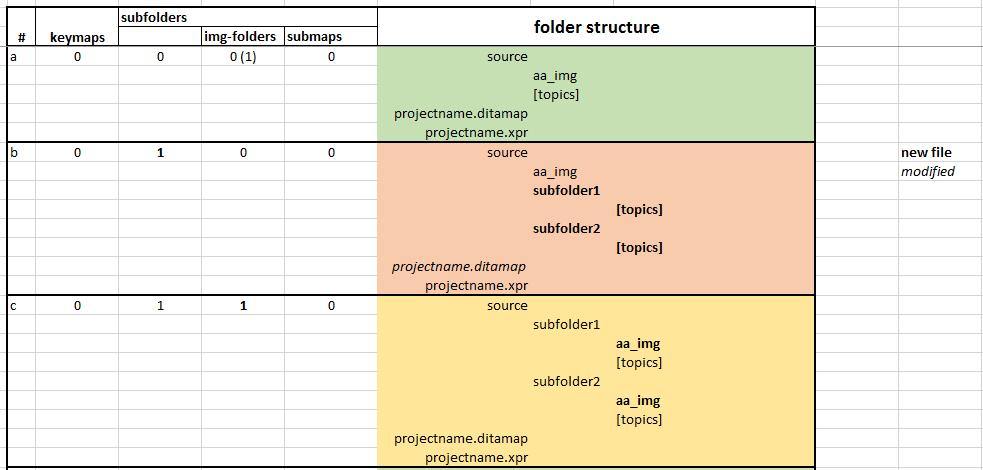 subfolders
folder structure
# keymaps img-folders submaps
a 0 0 0 (1) 0 source
aa_img
[topics]
projectname.ditamap
projectname.xpr
b 0 1 0 0 source new file
aa_img modified
subfolder1
[topics]
subfolder2
[topics]
projectname.ditamap
projectname.xpr
c 0 1 1 0 source
subfolder1
aa_img
[topics]
subfolder2
aa_img
[topics]
projectname.ditamap
projectname.xpr